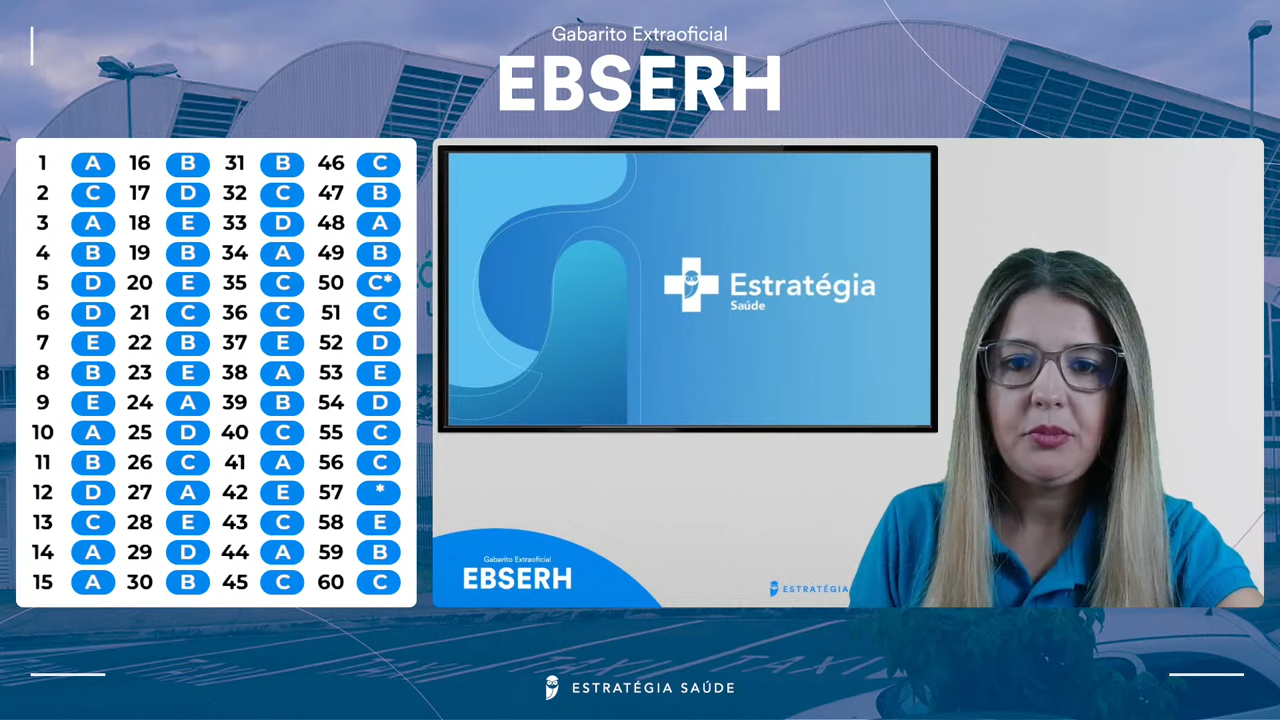 Gabarito Extraoficial
EBSERH
1 A 16 B 31 B 46 C
2 C 17 D 32 C 47 B
3 A 18 E 33 D 48 A
4 B 19 B 34 A 49 B
5 D 20 E 35 C 50 C*
6 D 21 C 36 C 51 C
7 E 22 B 37 E 52 D
8 B 23 E 38 A 53 E
9 E 24 A 39 B 54 D
10 A 25 D 40 C 55 C
11 B 26 C 41 A 56 C
12 D 27 A 42 E 57 *
13 C 28 E 43 C 58 E
14 A 29 D 44 A 59 B
15 A 30 B 45 C 60 C
Estratégia
Saúde
Gabarito Extraoficial
EBSERH
ESTRATÉGIA
TAXI TAXI
ESTRATÉGIA SAÚDE